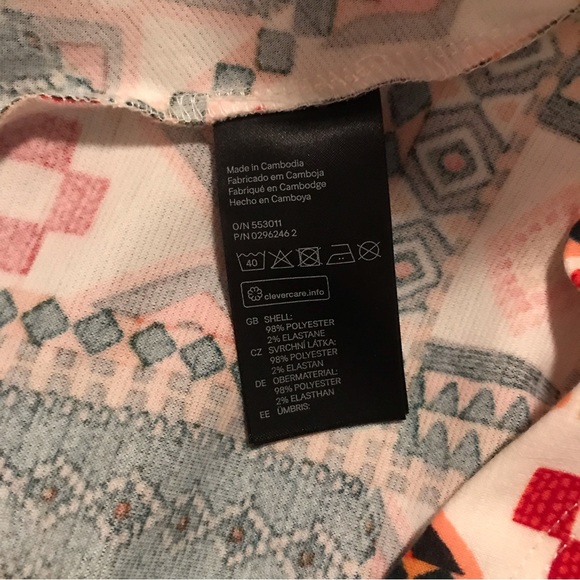 Made in Cambodia
Fabricado em Camboja
Fabriqué en Cambodge
Hecho en Camboya
O/N 553011
P/N 0296246 2
40
clevercare.info
GB SHELL:
98% POLYESTER
2% ELASTANE
CZ SVRCHNÍ LÁTKA:
98% POLYESTER
2% ELASTAN
DE OBERMATERIAL:
98% POLYESTER
2% ELASTHAN
EE ÜMBRIS: